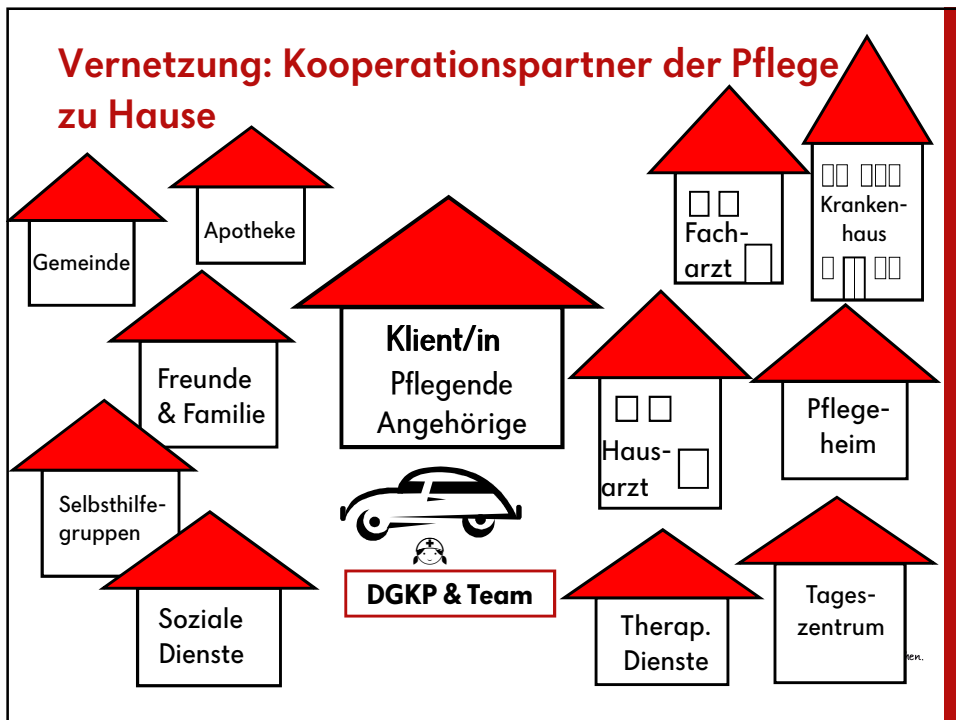 Vernetzung: Kooperationspartner der Pflege
zu Hause
Gemeinde
Apotheke
Freunde
& Familie
Selbsthilfe-
gruppen
Soziale
Dienste
Klient/in
Pflegende
Angehörige
DGKP & Team
Fach-
arzt
Kranken-
haus
Haus-
arzt
Pflege-
heim
Therap.
Dienste
Tages-
zentrum